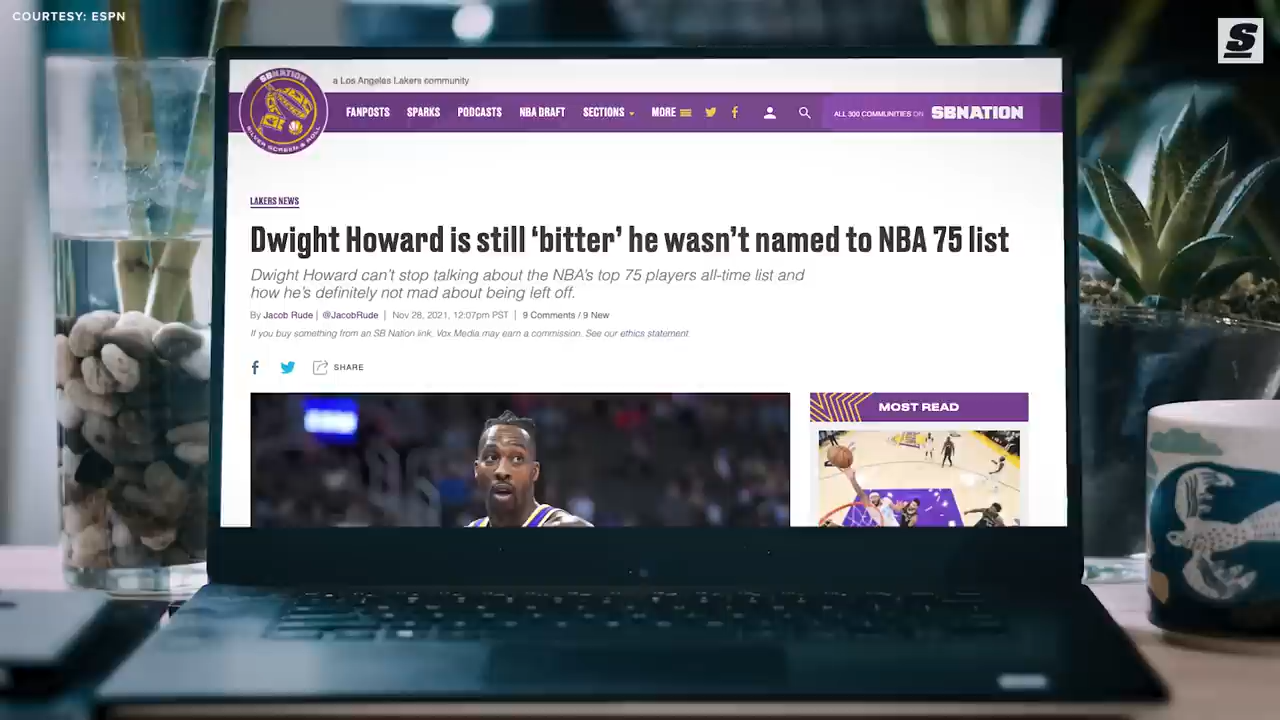 COURTESY: ESPN
S
SBNATION
SILVER SCREEN & ROLL
a Los Angeles Lakers community
FANPOSTS SPARKS PODCASTS NBA DRAFT SECTIONS MORE
ALL 300 COMMUNITIES ON SBNATION
LAKERS NEWS
Dwight Howard is still ‘bitter’ he wasn’t named to NBA 75 list
Dwight Howard can’t stop talking about the NBA’s top 75 players all-time list and
how he’s definitely not mad about being left off.
By Jacob Rude | @JacobRude | Nov 28, 2021, 12:07pm PST | 9 Comments / 9 New
If you buy something from an SB Nation link, Vox Media may earn a commission. See our ethics statement.
SHARE
MOST READ